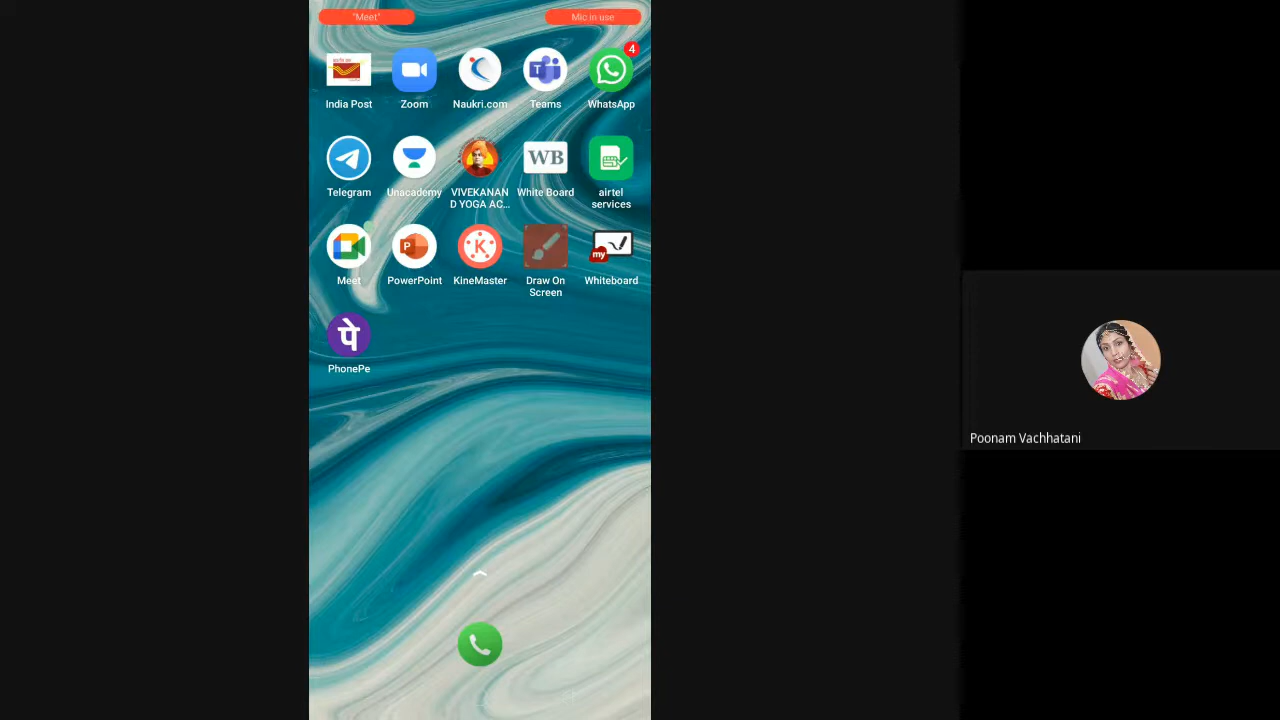 "Meet"
Mic in use
4
India Post
Zoom
Naukri.com
Teams
WhatsApp
WB
Telegram
Unacademy
VIVEKANAN
D YOGA AC...
White Board
airtel
services
P
K
my
Meet
PowerPoint
KineMaster
Draw On
Screen
Whiteboard
पे
PhonePe
Poonam Vachhatani